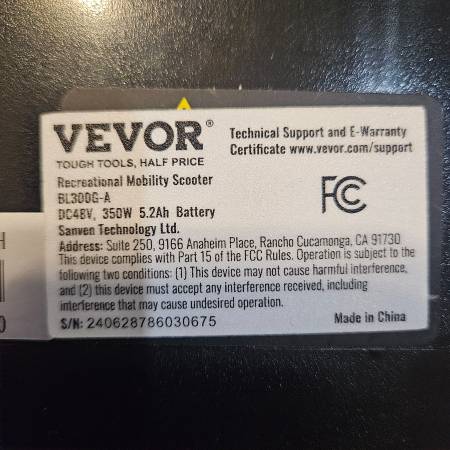 VEVOR®
TOUGH TOOLS, HALF PRICE
Technical Support and E-Warranty
Certificate www.vevor.com/support
Recreational Mobility Scooter
BL300G-A
DC48V, 350W 5.2Ah Battery
Sanven Technology Ltd.
FC
Address: Suite 250, 9166 Anaheim Place, Rancho Cucamonga, CA 91730
This device complies with Part 15 of the FCC Rules. Operation is subject to the
following two conditions: (1) This device may not cause harmful interference,
and (2) this device must accept any interference received, including
interference that may cause undesired operation.
S/N: 240628786030675
Made in China
H
0